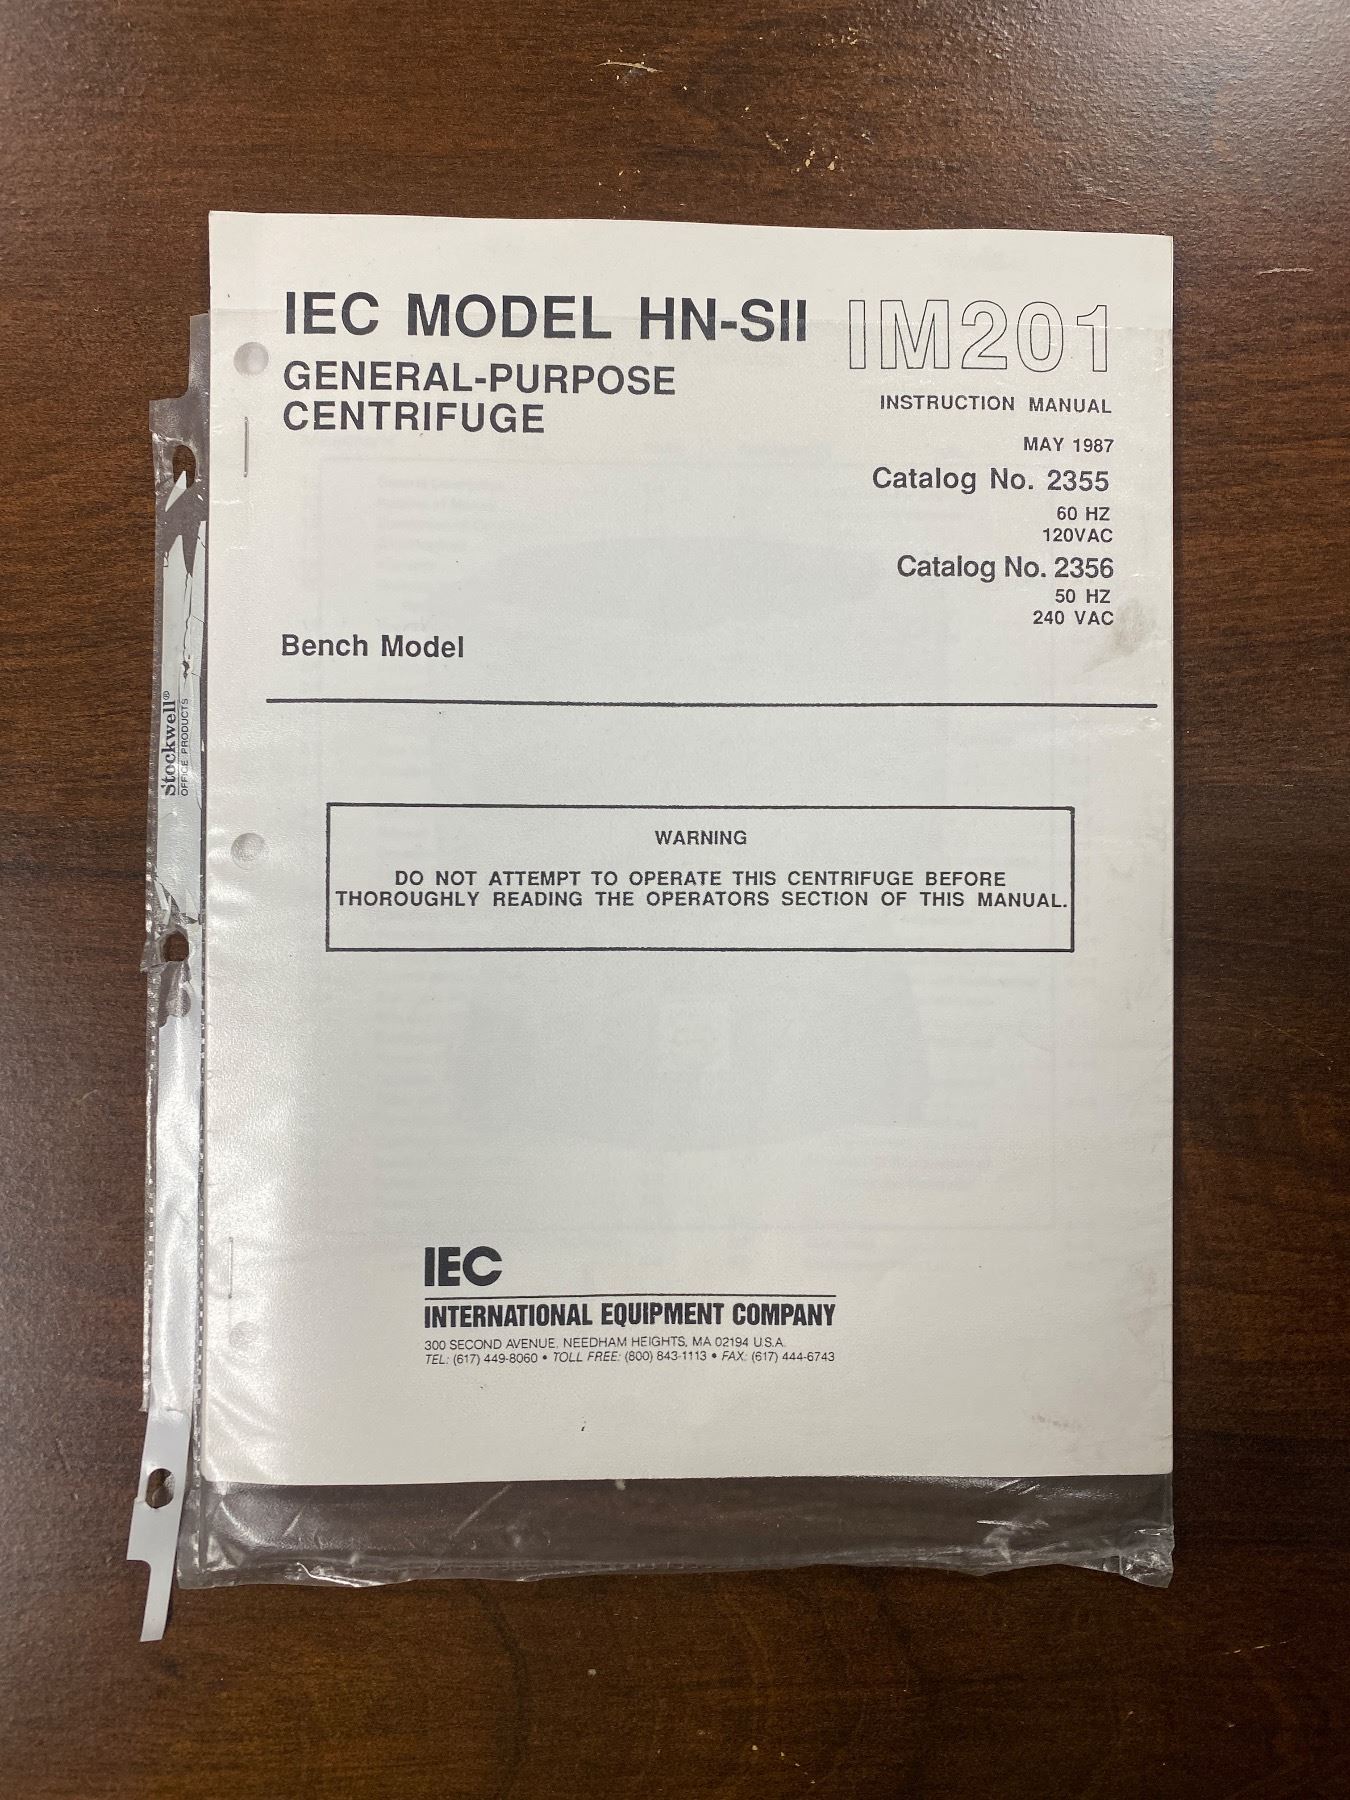 IEC MODEL HN-SII
GENERAL-PURPOSE
CENTRIFUGE
IM201
INSTRUCTION MANUAL
MAY 1987
Catalog No. 2355
60 HZ
120VAC
Catalog No. 2356
50 HZ
240 VAC
Bench Model
Stockwell®
OFFICE PRODUCTS
WARNING
DO NOT ATTEMPT TO OPERATE THIS CENTRIFUGE BEFORE
THOROUGHLY READING THE OPERATORS SECTION OF THIS MANUAL.
IEC
INTERNATIONAL EQUIPMENT COMPANY
300 SECOND AVENUE, NEEDHAM HEIGHTS, MA 02194 U.S.A.
TEL: (617) 449-8060 • TOLL FREE: (800) 843-1113 • FAX: (617) 444-6743